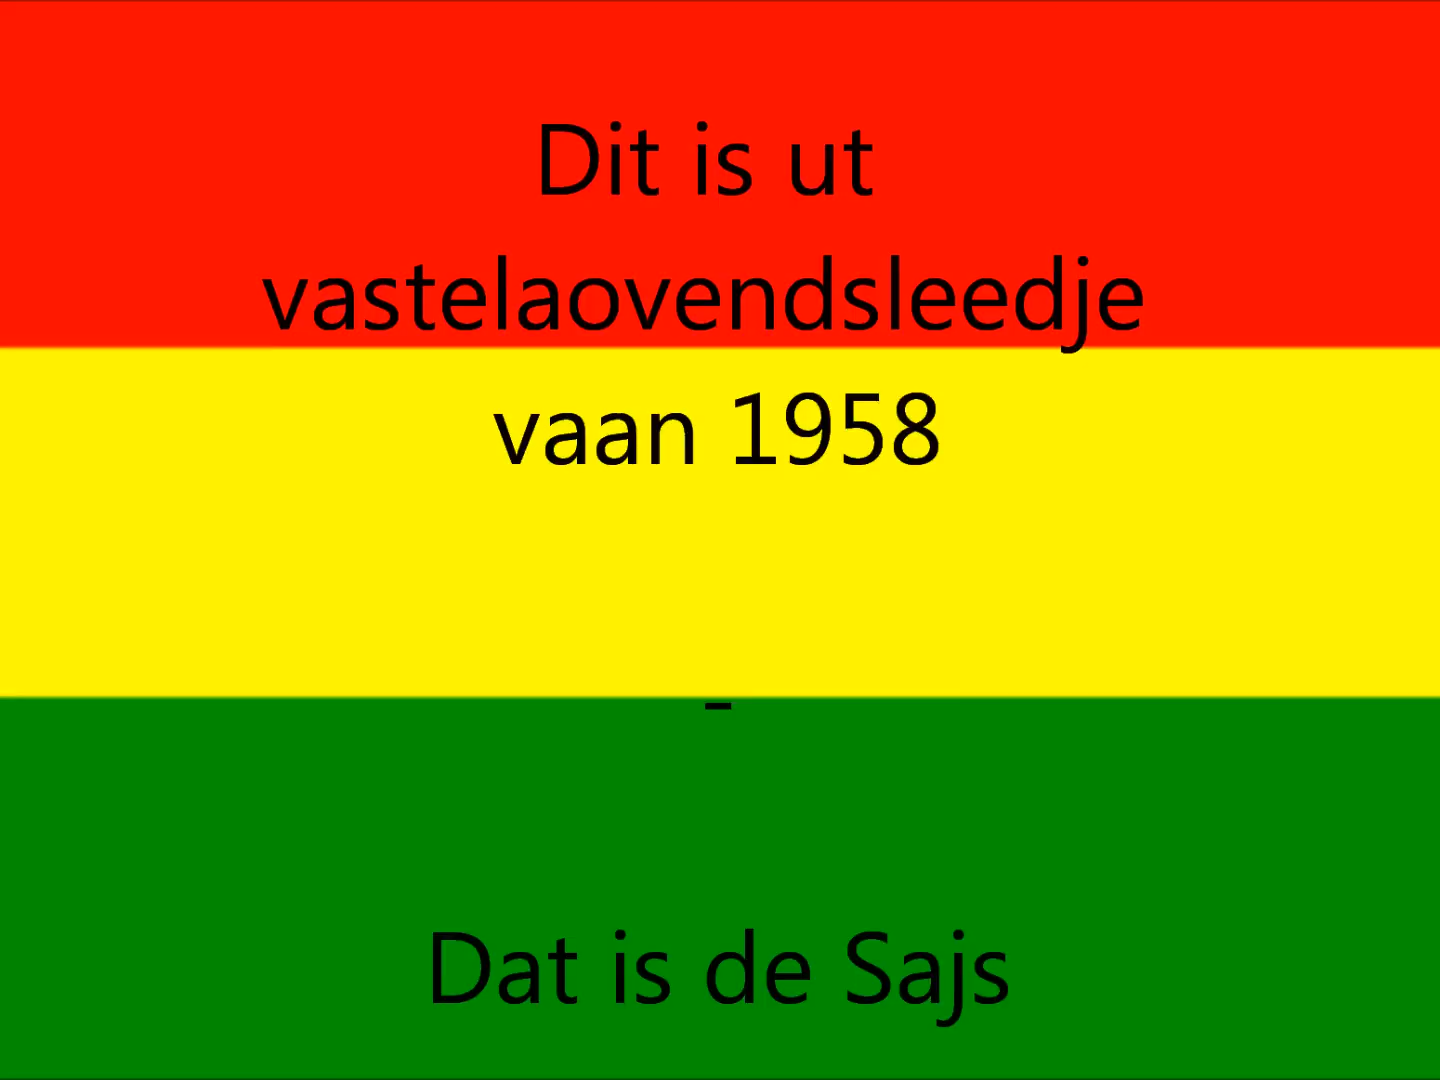 Dit is ut
vastelaovendsleedje
vaan 1958
-
Dat is de Sajs